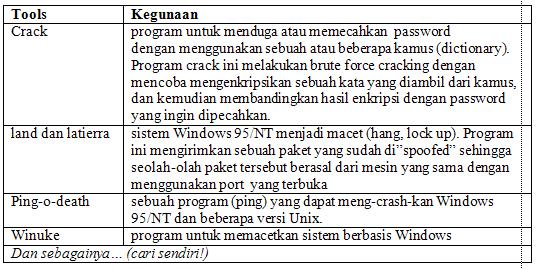 Tools Kegunaan
Crack program untuk menduga atau memecahkan password
dengan menggunakan sebuah atau beberapa kamus (dictionary).
Program crack ini melakukan brute force cracking dengan
mencoba mengenkripsikan sebuah kata yang diambil dari kamus,
dan kemudian membandingkan hasil enkripsi dengan password
yang ingin dipecahkan.
land dan latierra sistem Windows 95/NT menjadi macet (hang, lock up). Program
ini mengirimkan sebuah paket yang sudah di”spoofed” sehingga
seolah-olah paket tersebut berasal dari mesin yang sama dengan
menggunakan port yang terbuka
Ping-o-death sebuah program (ping) yang dapat meng-crash-kan Windows
95/NT dan beberapa versi Unix.
Winuke program untuk memacetkan sistem berbasis Windows
Dan sebagainya… (cari sendiri!)